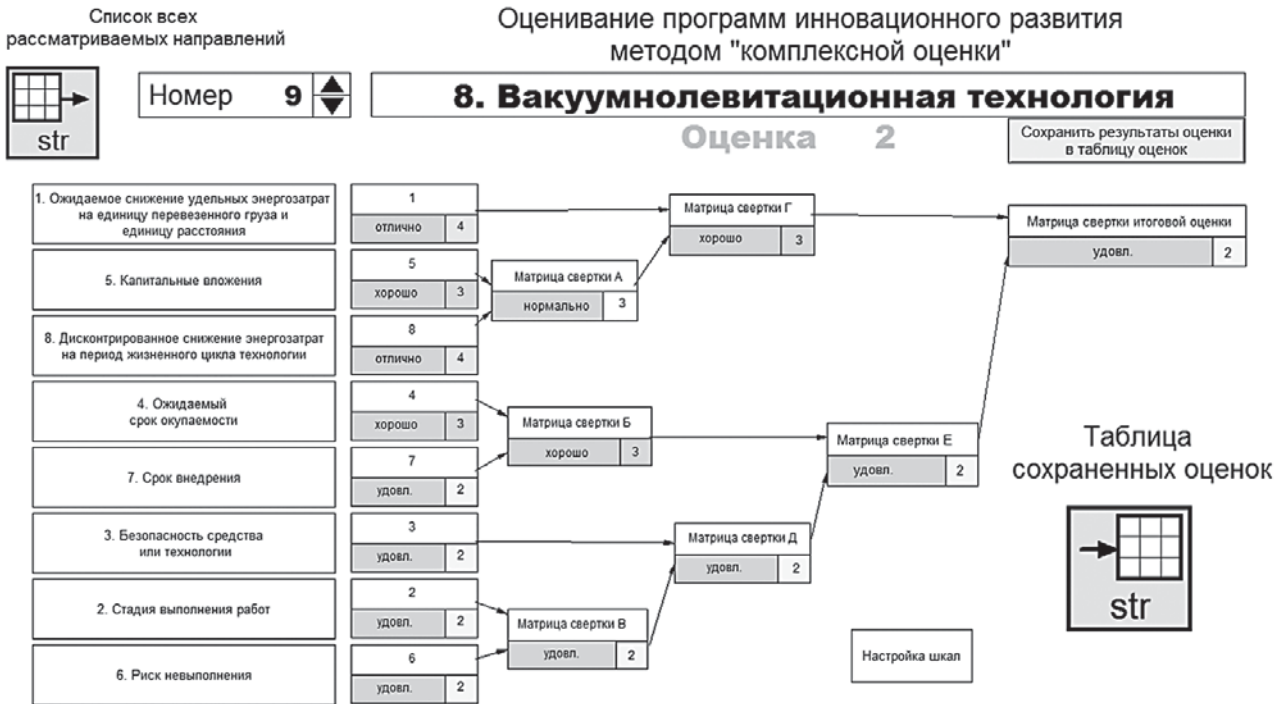 Список всех
рассматриваемых направлений
str
Номер 9
Оценивание программ инновационного развития
методом "комплексной оценки"
8. Вакуумнолевитационная технология
Оценка 2
Сохранить результаты оценки
в таблицу оценок
1. Ожидаемое снижение удельных энергозатрат
на единицу перевезенного груза и
единицу расстояния
1
отлично 4
5. Капитальные вложения
5
хорошо 3
8. Дисконтрированное снижение энергозатрат
на период жизненного цикла технологии
8
отлично 4
4. Ожидаемый
срок окупаемости
4
хорошо 3
7. Срок внедрения
7
удовл. 2
3. Безопасность средства
или технологии
3
удовл. 2
2. Стадия выполнения работ
2
удовл. 2
6. Риск невыполнения
6
удовл. 2
Матрица свертки А
нормально 3
Матрица свертки Б
хорошо 3
Матрица свертки В
удовл. 2
Матрица свертки Г
хорошо 3
Матрица свертки Д
удовл. 2
Матрица свертки Е
удовл. 2
Матрица свертки итоговой оценки
удовл. 2
Таблица
сохраненных оценок
str
Настройка шкал